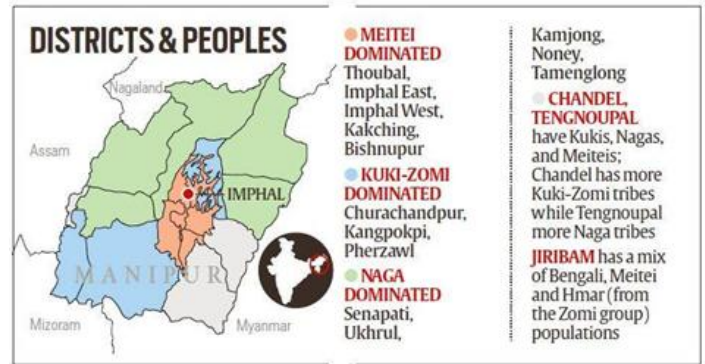 DISTRICTS & PEOPLES
Nagaland
Assam
IMPHAL
MANIPUR
Mizoram
Myanmar
MEITEI
DOMINATED
Thoubal,
Imphal East,
Imphal West,
Kakching,
Bishnupur
KUKI-ZOMI
DOMINATED
Churachandpur,
Kangpokpi,
Pherzawl
NAGA
DOMINATED
Senapati,
Ukhrul,
Kamjong,
Noney,
Tamenglong
CHANDEL,
TENGNOUPAL
have Kukis, Nagas,
and Meiteis;
Chandel has more
Kuki-Zomi tribes
while Tengnoupal
more Naga tribes
JIRIBAM has a mix
of Bengali, Meitei
and Hmar (from
the Zomi group)
populations